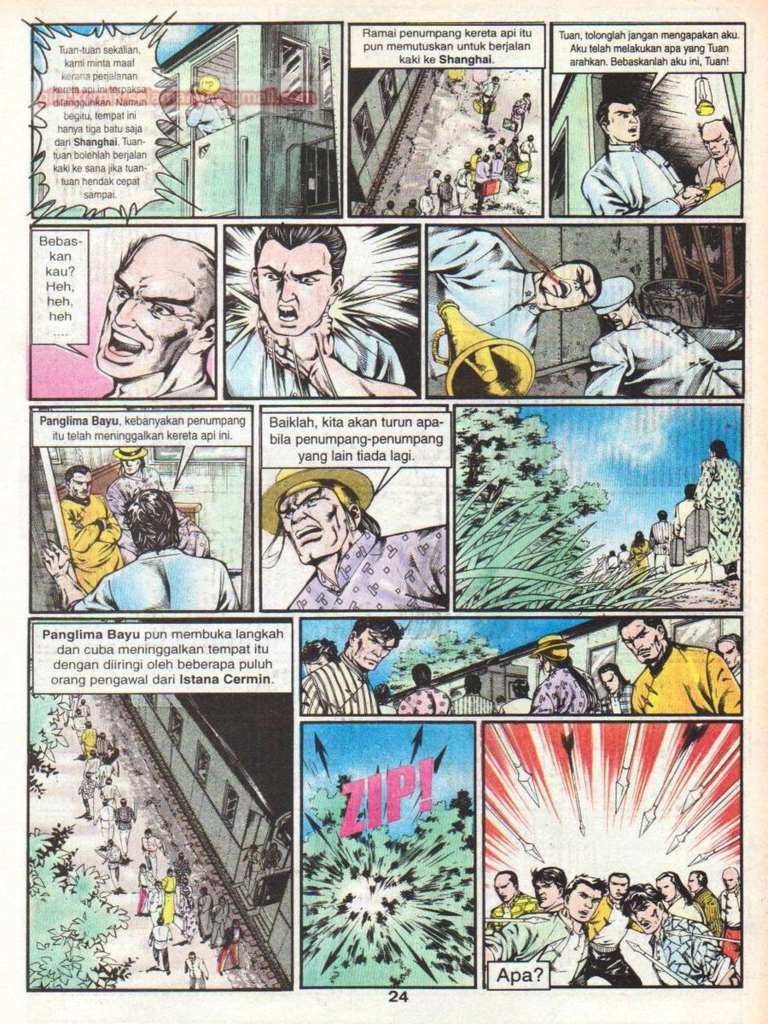 Tuan-tuan sekalian,
kami minta maaf
kerana perjalanan
kereta api ini terpaksa
ditangguhkan. Namun
begitu, tempat ini
hanya tiga batu saja
dari Shanghai. Tuan-
tuan bolehlah berjalan
kaki ke sana jika tuan-
tuan hendak cepat
sampai.
Ramai penumpang kereta api itu
pun memutuskan untuk berjalan
kaki ke Shanghai.
Tuan, tolonglah jangan mengapakan aku.
Aku telah melakukan apa yang Tuan
arahkan. Bebaskanlah aku ini, Tuan!
Bebas-
kan
kau?
Heh,
heh,
heh
....
Panglima Bayu, kebanyakan penumpang
itu telah meninggalkan kereta api ini.
Baiklah, kita akan turun apa-
bila penumpang-penumpang
yang lain tiada lagi.
Panglima Bayu pun membuka langkah
dan cuba meninggalkan tempat itu
dengan diiringi oleh beberapa puluh
orang pengawal dari Istana Cermin.
ZIP!
Apa?
24